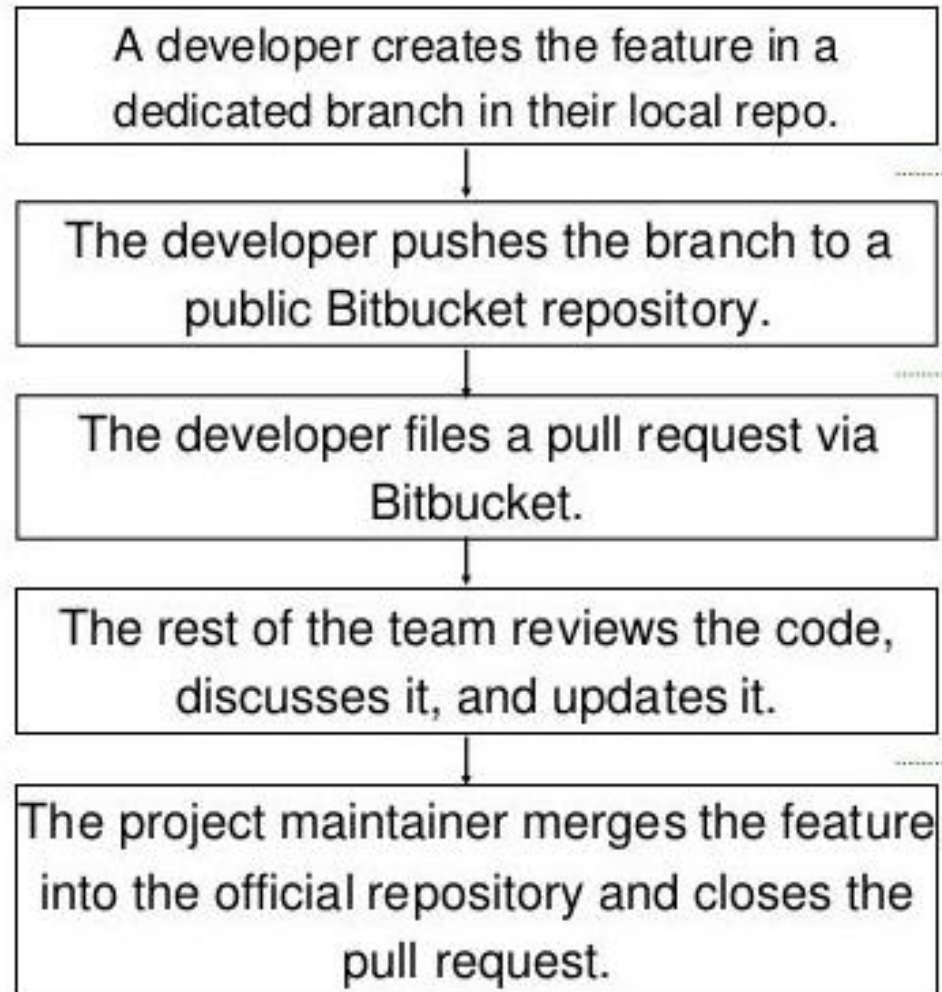 A developer creates the feature in a
dedicated branch in their local repo.
The developer pushes the branch to a
public Bitbucket repository.
The developer files a pull request via
Bitbucket.
The rest of the team reviews the code,
discusses it, and updates it.
The project maintainer merges the feature
into the official repository and closes the
pull request.